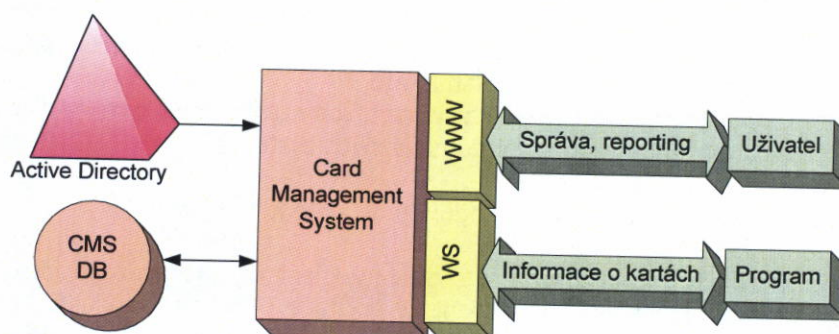 Active Directory
CMS
DB
Card
Management
System
WWW
WS
Správa, reporting
Uživatel
Informace o kartách
Program